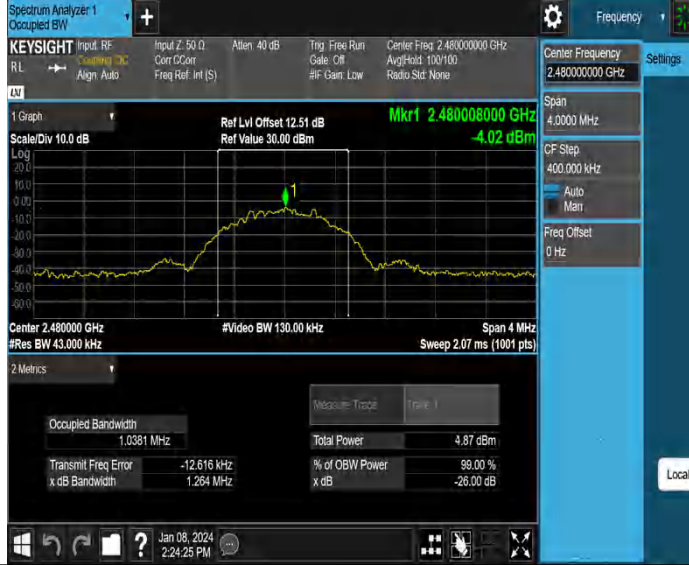 Spectrum Analyzer 1
Occupied BW
+
Frequency
KEYSIGHT
RL
Input: RF
Coupling: DC
Align: Auto
Input Z: 50 Ω
Corr CCorr
Freq Ref: Int (S)
Atten: 40 dB
Trig: Free Run
Gate: Off
#IF Gain: Low
Center Freq: 2.480000000 GHz
Avg|Hold: 100/100
Radio Std: None
LXI
Center Frequency
2.480000000 GHz
Settings
Span
4.0000 MHz
CF Step
400.000 kHz
Auto
Man
Freq Offset
0 Hz
1 Graph
Scale/Div 10.0 dB
Ref Lvl Offset 12.51 dB
Ref Value 30.00 dBm
Mkr1 2.480008000 GHz
-4.02 dBm
Log
20.0
10.0
0.00
-10.0
-20.0
-30.0
-40.0
-50.0
-60.0
1
Center 2.480000 GHz
#Video BW 130.00 kHz
Span 4 MHz
#Res BW 43.000 kHz
Sweep 2.07 ms (1001 pts)
2 Metrics
Measure Trace
Trace 1
Occupied Bandwidth
1.0381 MHz
Total Power
4.87 dBm
Transmit Freq Error
-12.616 kHz
% of OBW Power
99.00 %
x dB Bandwidth
1.264 MHz
x dB
-26.00 dB
Local
?
Jan 08, 2024
2:24:25 PM